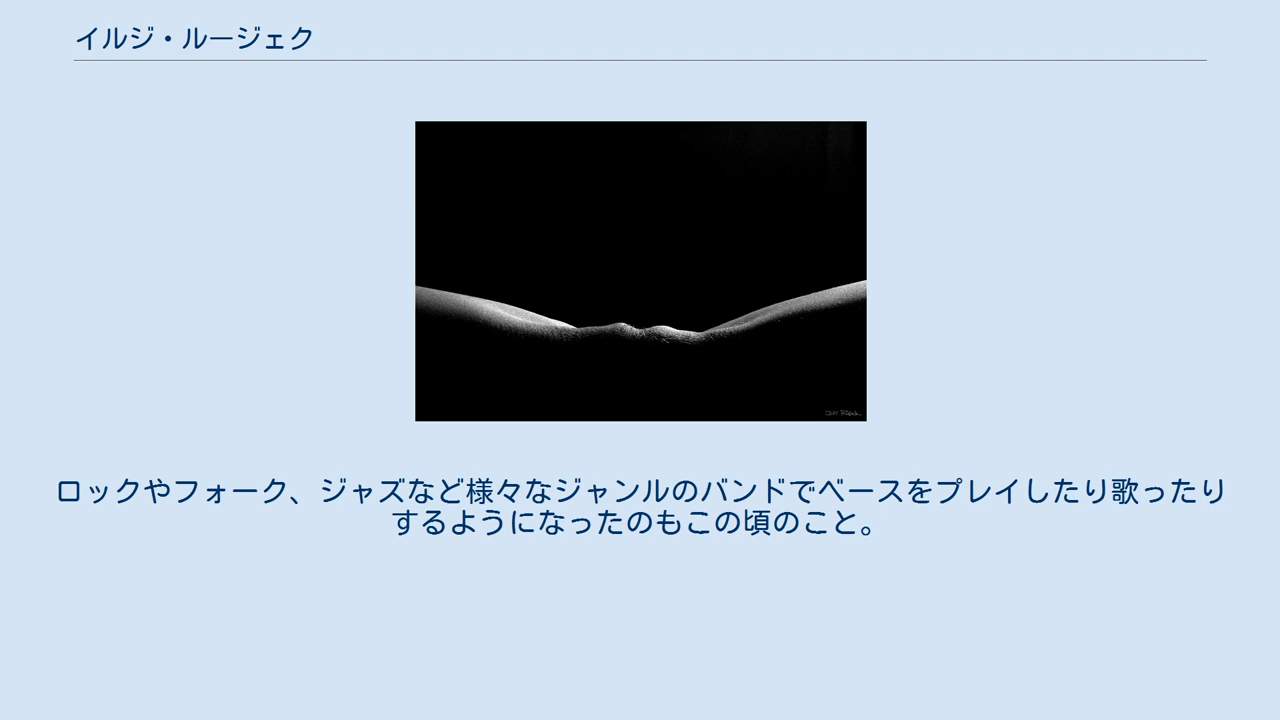 イルジ・ルージェク
ロックやフォーク、ジャズなど様々なジャンルのバンドでベースをプレイしたり歌ったり
するようになったのもこの頃のこと。